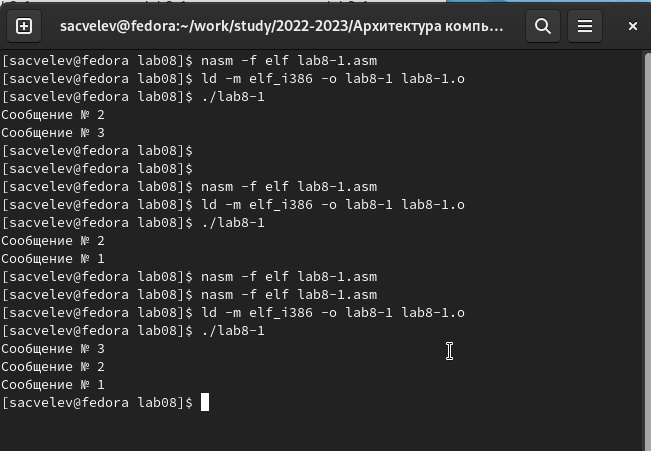 sacvelev@fedora:~/work/study/2022-2023/Архитектура компь...
[sacvelev@fedora lab08]$ nasm -f elf lab8-1.asm
[sacvelev@fedora lab08]$ ld -m elf_i386 -o lab8-1 lab8-1.o
[sacvelev@fedora lab08]$ ./lab8-1
Сообщение № 2
Сообщение № 3
[sacvelev@fedora lab08]$
[sacvelev@fedora lab08]$
[sacvelev@fedora lab08]$ nasm -f elf lab8-1.asm
[sacvelev@fedora lab08]$ ld -m elf_i386 -o lab8-1 lab8-1.o
[sacvelev@fedora lab08]$ ./lab8-1
Сообщение № 2
Сообщение № 1
[sacvelev@fedora lab08]$ nasm -f elf lab8-1.asm
[sacvelev@fedora lab08]$ nasm -f elf lab8-1.asm
[sacvelev@fedora lab08]$ ld -m elf_i386 -o lab8-1 lab8-1.o
[sacvelev@fedora lab08]$ ./lab8-1
Сообщение № 3
Сообщение № 2
Сообщение № 1
[sacvelev@fedora lab08]$